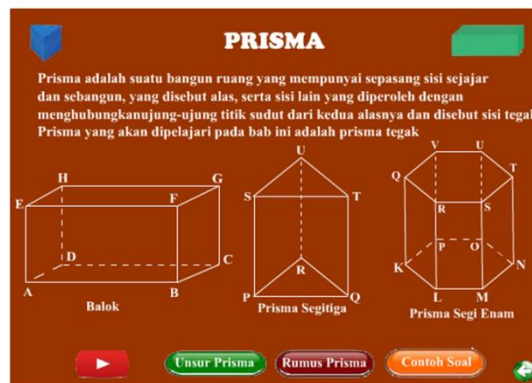 PRISMA
Prisma adalah suatu bangun ruang yang mempunyai sepasang sisi sejajar
dan sebangun, yang disebut alas, serta sisi lain yang diperoleh dengan
menghubungkanujung-ujung titik sudut dari kedua alasnya dan disebut sisi tegal
Prisma yang akan dipelajari pada bab ini adalah prisma tegak
H G
E F
D C
A B
Balok
U
S T
R
P Q
Prisma Segitiga
V U
Q T
R S
P O
K N
L M
Prisma Segi Enam
Unsur Prisma
Rumus Prisma
Contoh Soal